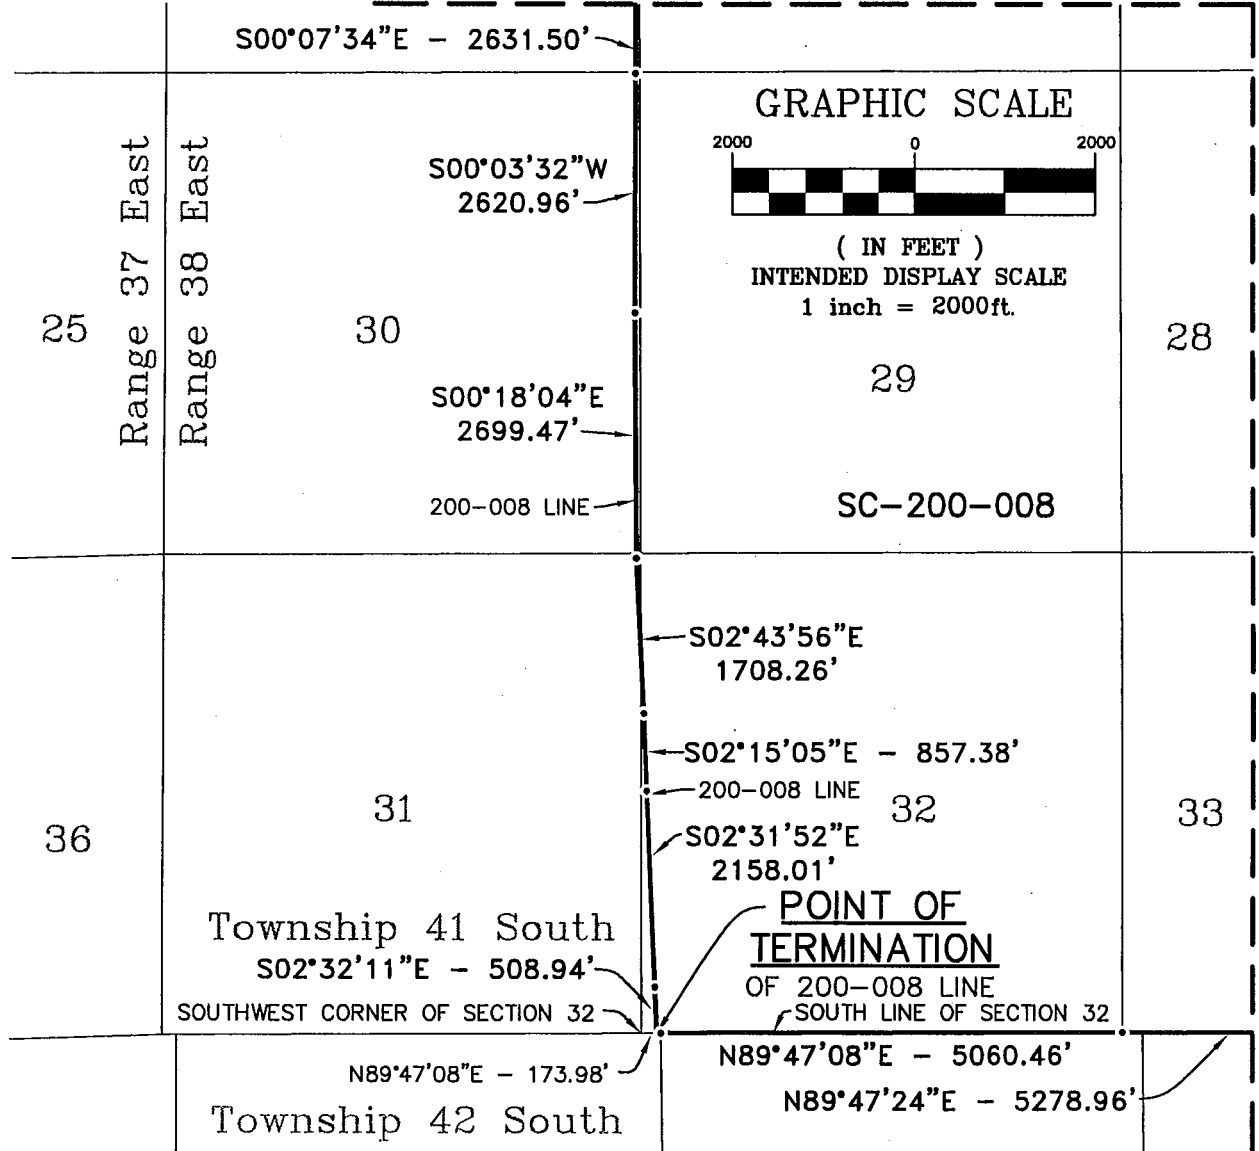 S00°07'34"E - 2631.50'
GRAPHIC SCALE
2000 0 2000
( IN FEET )
INTENDED DISPLAY SCALE
1 inch = 2000ft.
Range 37 East
Range 38 East
S00°03'32"W
2620.96'
25
30
28
29
S00°18'04"E
2699.47'
200-008 LINE
SC-200-008
S02°43'56"E
1708.26'
S02°15'05"E - 857.38'
200-008 LINE
31
32
33
36
S02°31'52"E
2158.01'
POINT OF
TERMINATION
OF 200-008 LINE
Township 41 South
S02°32'11"E - 508.94'
SOUTHWEST CORNER OF SECTION 32
SOUTH LINE OF SECTION 32
N89°47'08"E - 5060.46'
N89°47'08"E - 173.98'
N89°47'24"E - 5278.96'
Township 42 South